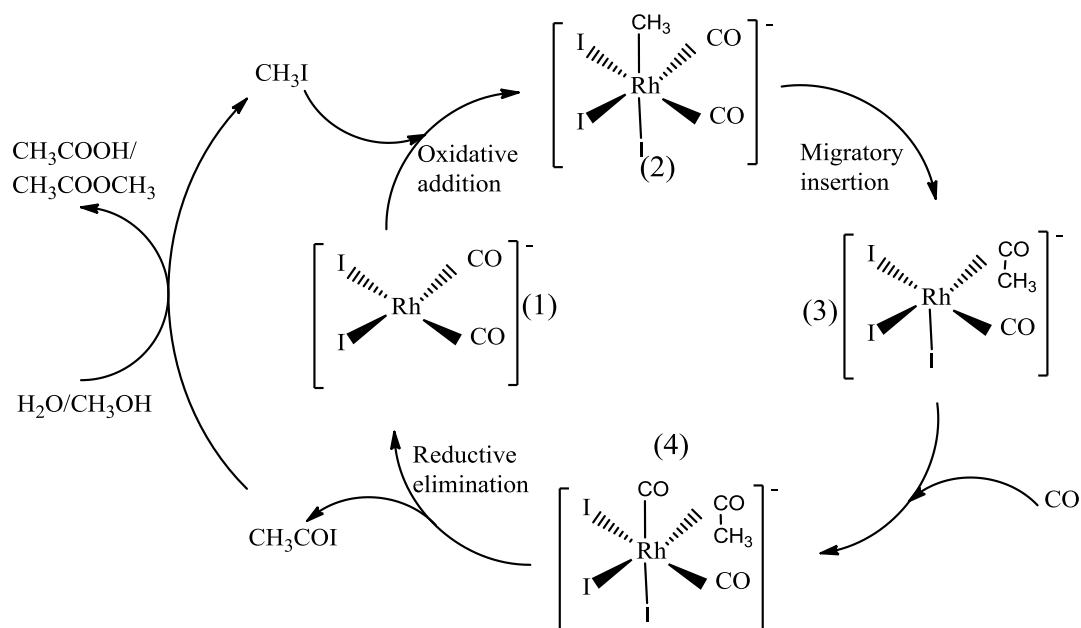 CH₃I
CH₃COOH/
CH₃COOCH₃
H₂O/CH₃OH
CH₃COI
Oxidative
addition
CH₃
I
CO
Rh
I
CO
I
-
(2)
Migratory
insertion
I
CO
Rh
I
CO
-
(1)
(3)
I
CO
CH₃
Rh
I
CO
I
-
CO
(4)
CO
I
CO
CH₃
Rh
I
CO
I
-
Reductive
elimination